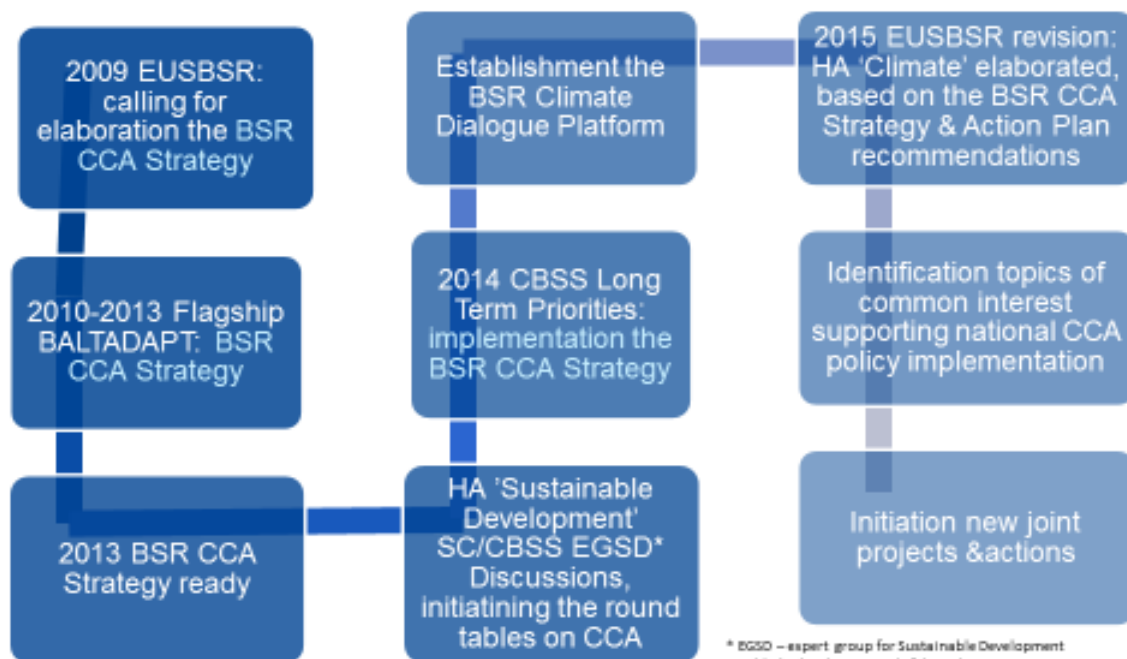 2009 EUSBSR:
calling for
elaboration the BSR
CCA Strategy
2010-2013 Flagship
BALTADAPT: BSR
CCA Strategy
2013 BSR CCA
Strategy ready
HA 'Sustainable
Development'
SC/CBSS EGSD*
Discussions,
initiatining the round
tables on CCA
2014 CBSS Long
Term Priorities:
implementation the
BSR CCA Strategy
Establishment the
BSR Climate
Dialogue Platform
2015 EUSBSR revision:
HA 'Climate' elaborated,
based on the BSR CCA
Strategy & Action Plan
recommendations
Identification topics of
common interest
supporting national CCA
policy implementation
Initiation new joint
projects &actions
* EGSD – expert group for Sustainable Development